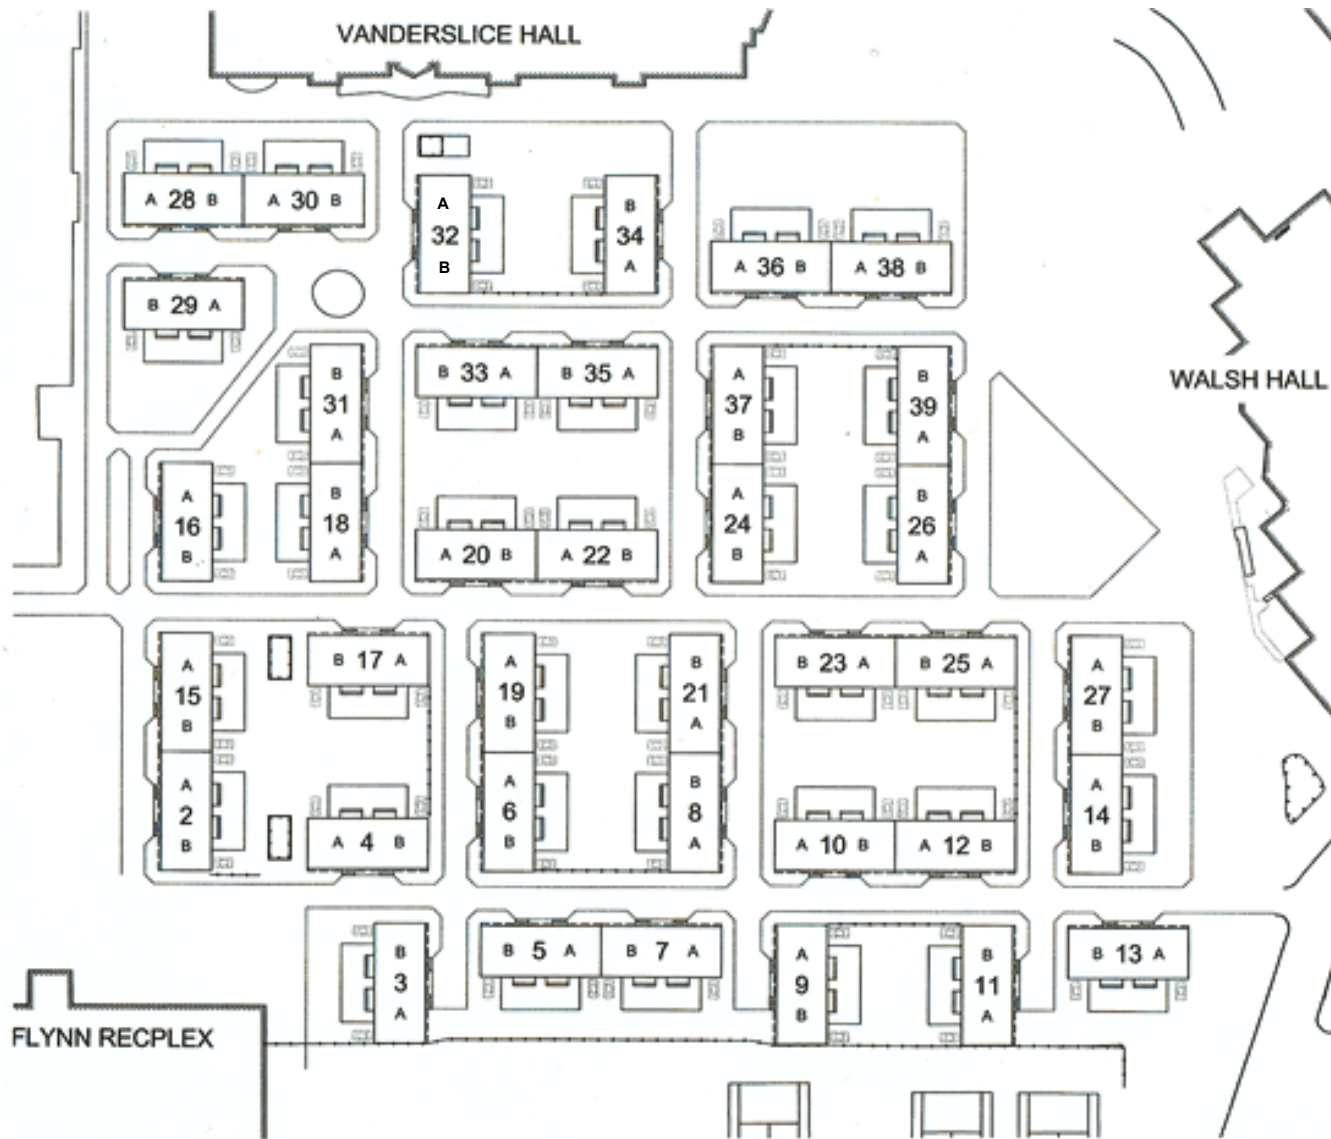 VANDERSLICE HALL
A 28 B A 30 B
A
32
B
B
34
A
A 36 B A 38 B
B 29 A
B
31
A
B 33 A B 35 A
A
37
B
B
39
A
WALSH HALL
A
16
B
B
18
A
A 20 B A 22 B
A
24
B
B
26
A
A
15
B
B 17 A
A
19
B
B
21
A
B 23 A B 25 A
A
27
B
A
2
B
A 4 B
A
6
B
B
8
A
A 10 B A 12 B
A
14
B
B
3
A
B 5 A B 7 A
A
9
B
B
11
A
B 13 A
FLYNN RECPLEX